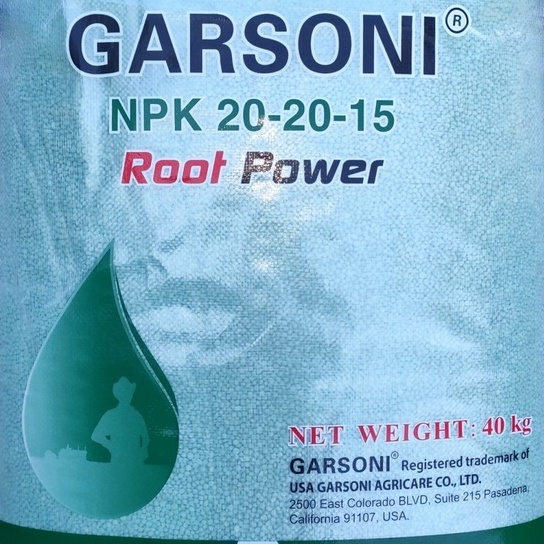 GARSONI®
NPK 20-20-15
Root Power
NET WEIGHT: 40 kg
GARSONI® Registered trademark of
USA GARSONI AGRICARE CO., LTD.
2500 East Colorado BLVD, Suite 215 Pasadena,
California 91107, USA.